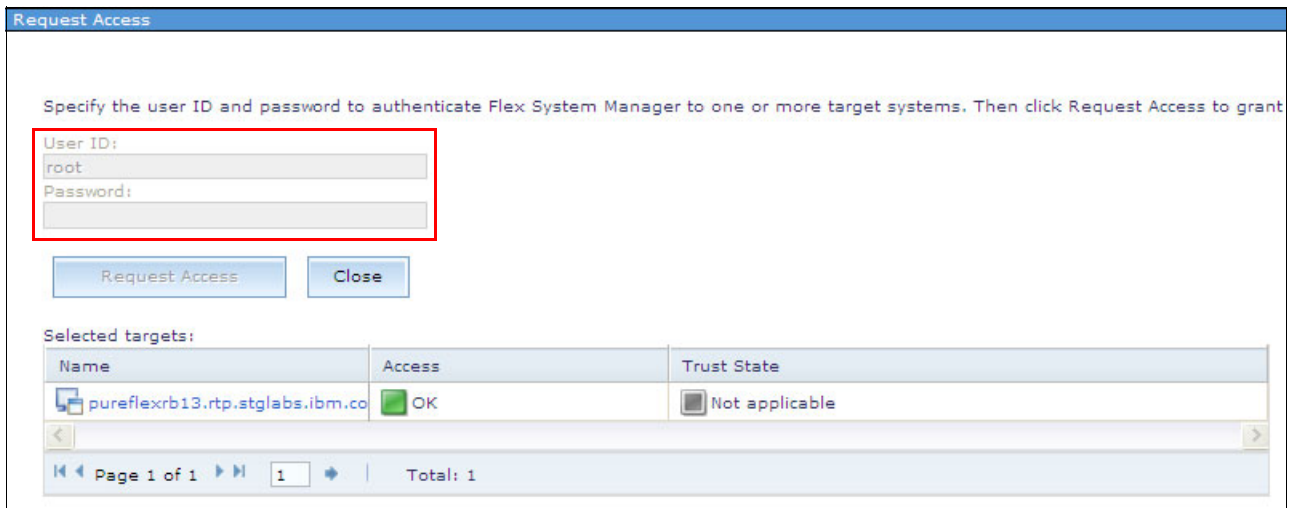 Request Access
Specify the user ID and password to authenticate Flex System Manager to one or more target systems. Then click Request Access to grant
User ID:
root
Password:
Request Access Close
Selected targets:
Name Access Trust State
pureflexrb13.rtp.stglabs.ibm.co OK Not applicable
Page 1 of 1 1 Total: 1